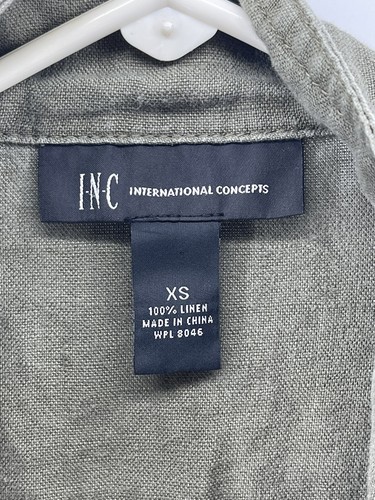 I·N·C INTERNATIONAL CONCEPTS
XS
100% LINEN
MADE IN CHINA
WPL 8046